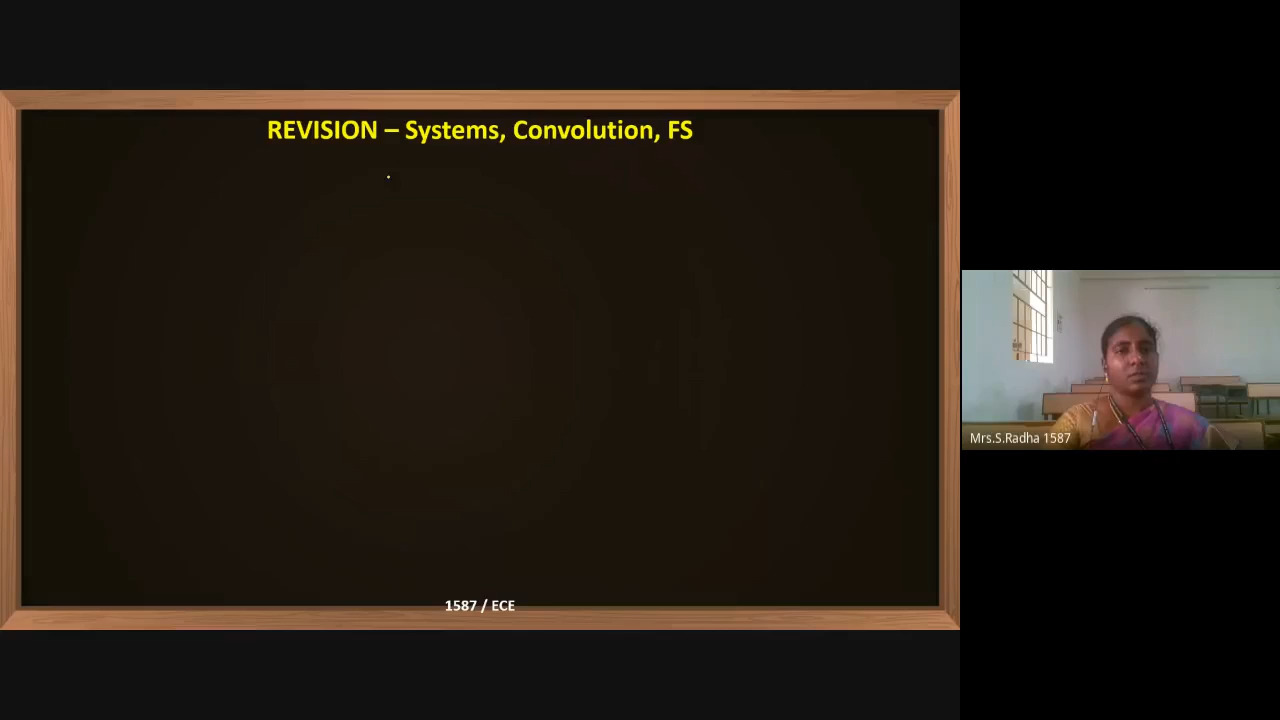 REVISION – Systems, Convolution, FS
Mrs.S.Radha 1587
1587 / ECE